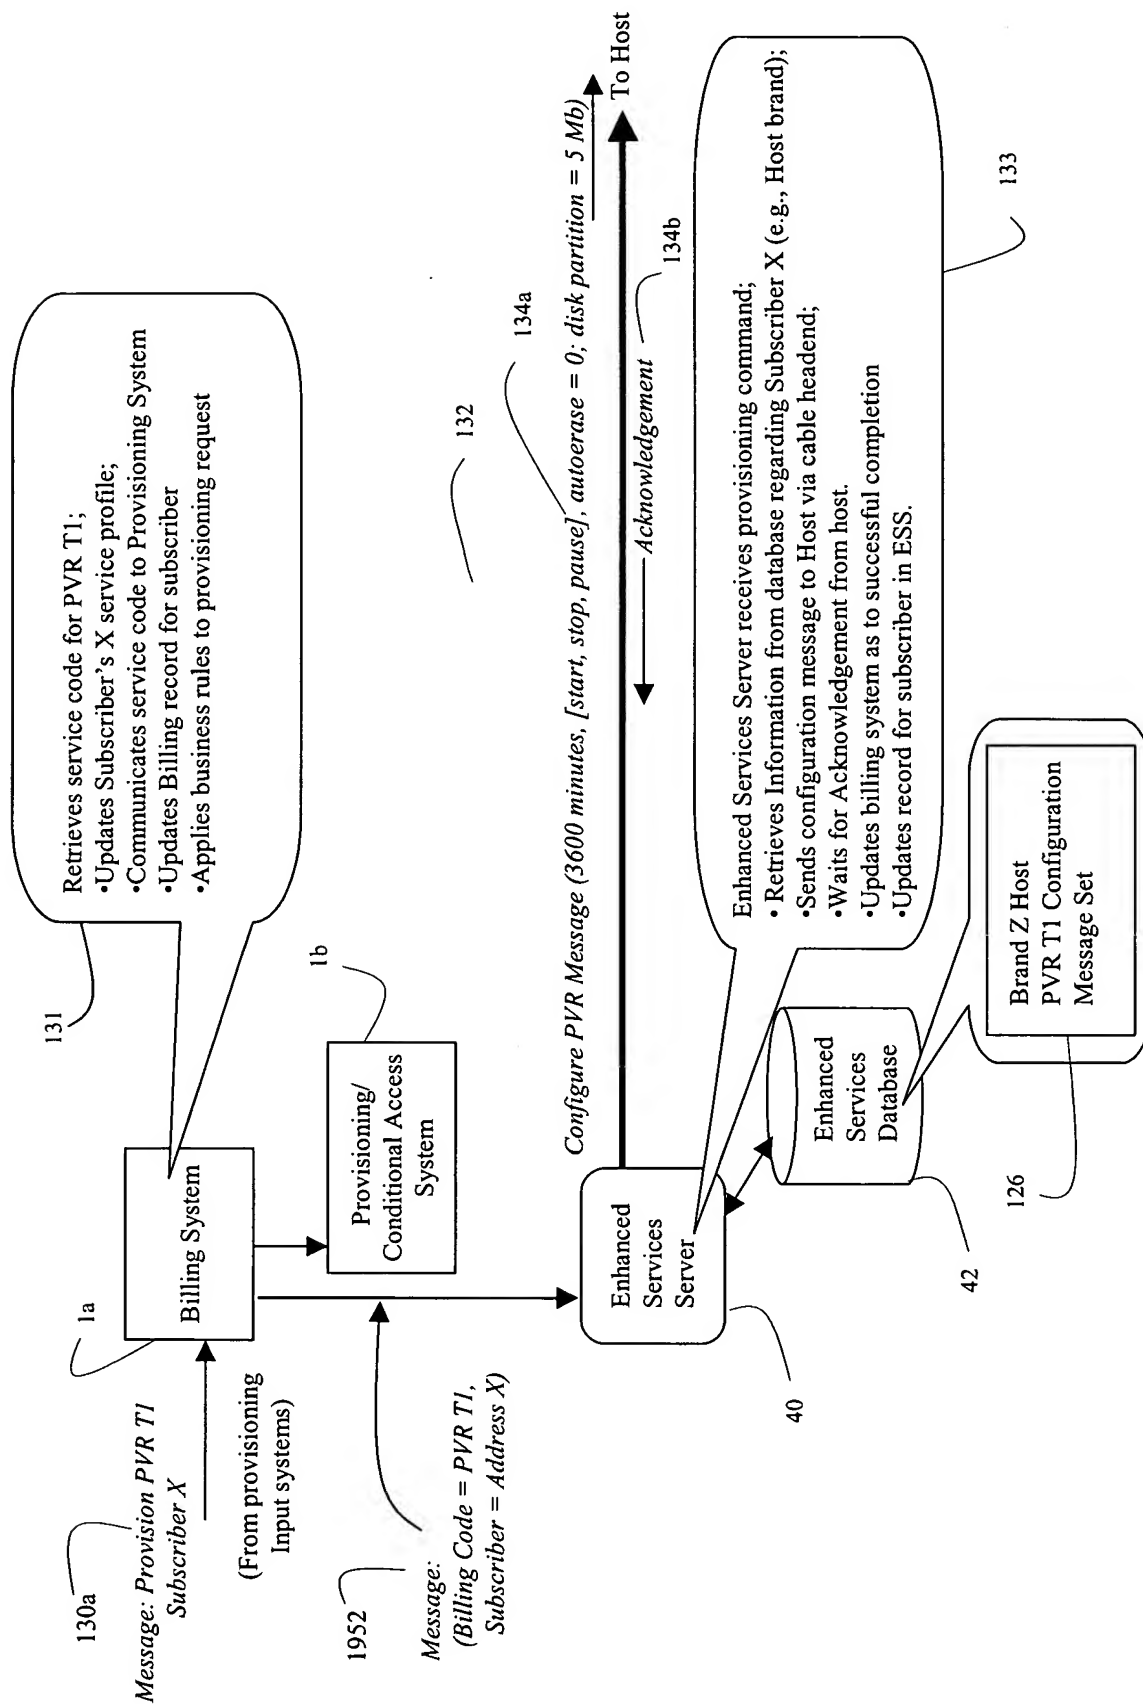 130a
Message: Provision PVR T1
Subscriber X
(From provisioning
Input systems)
1a
Billing System
131
Retrieves service code for PVR T1;
•Updates Subscriber's X service profile;
•Communicates service code to Provisioning System
•Updates Billing record for subscriber
•Applies business rules to provisioning request
1b
Provisioning/
Conditional Access
System
1952
Message:
(Billing Code = PVR T1,
Subscriber = Address X)
132
134a
Configure PVR Message (3600 minutes, [start, stop, pause], autoerase = 0; disk partition = 5 Mb)
To Host
Acknowledgement
134b
40
Enhanced
Services
Server
Enhanced Services Server receives provisioning command;
• Retrieves Information from database regarding Subscriber X (e.g., Host brand);
•Sends configuration message to Host via cable headend;
•Waits for Acknowledgement from host.
•Updates billing system as to successful completion
•Updates record for subscriber in ESS.
133
Enhanced
Services
Database
42
Brand Z Host
PVR T1 Configuration
Message Set
126